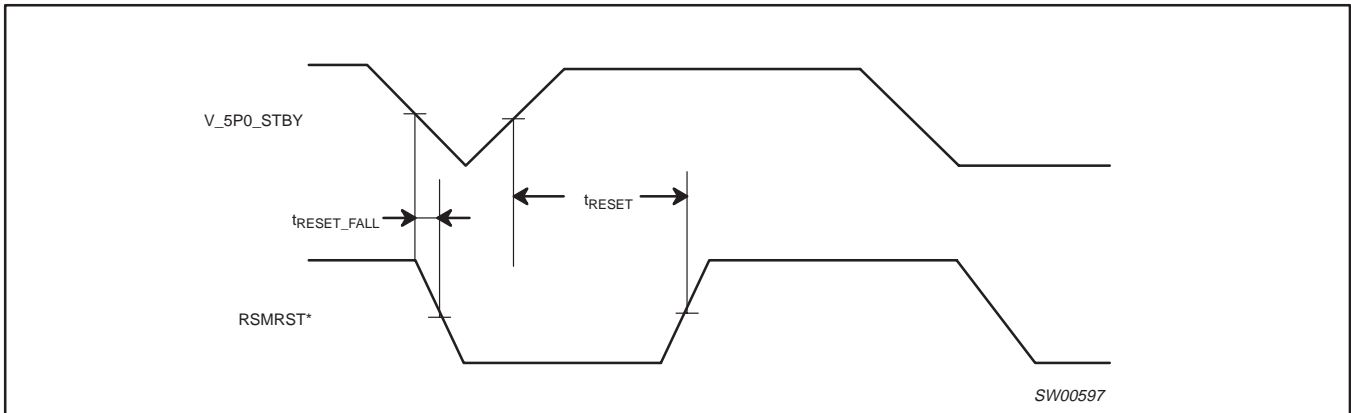 V_5P0_STBY
tRESET
tRESET_FALL
RSMRST*
SW00597